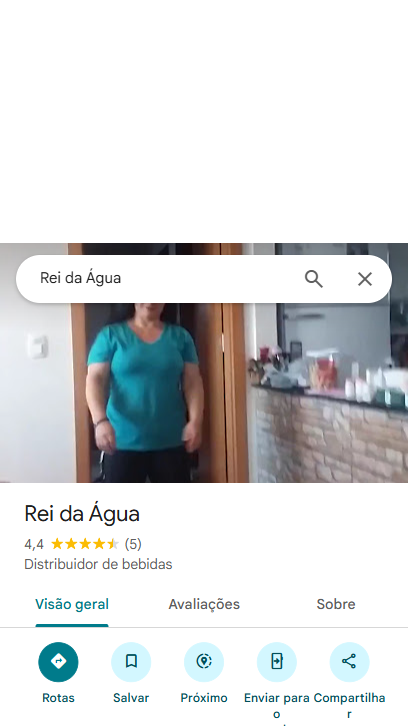 Rei da Água
Rei da Água
4,4 (5)
Distribuidor de bebidas
Visão geral Avaliações Sobre
Rotas Salvar Próximo Enviar para Compartilha
o r